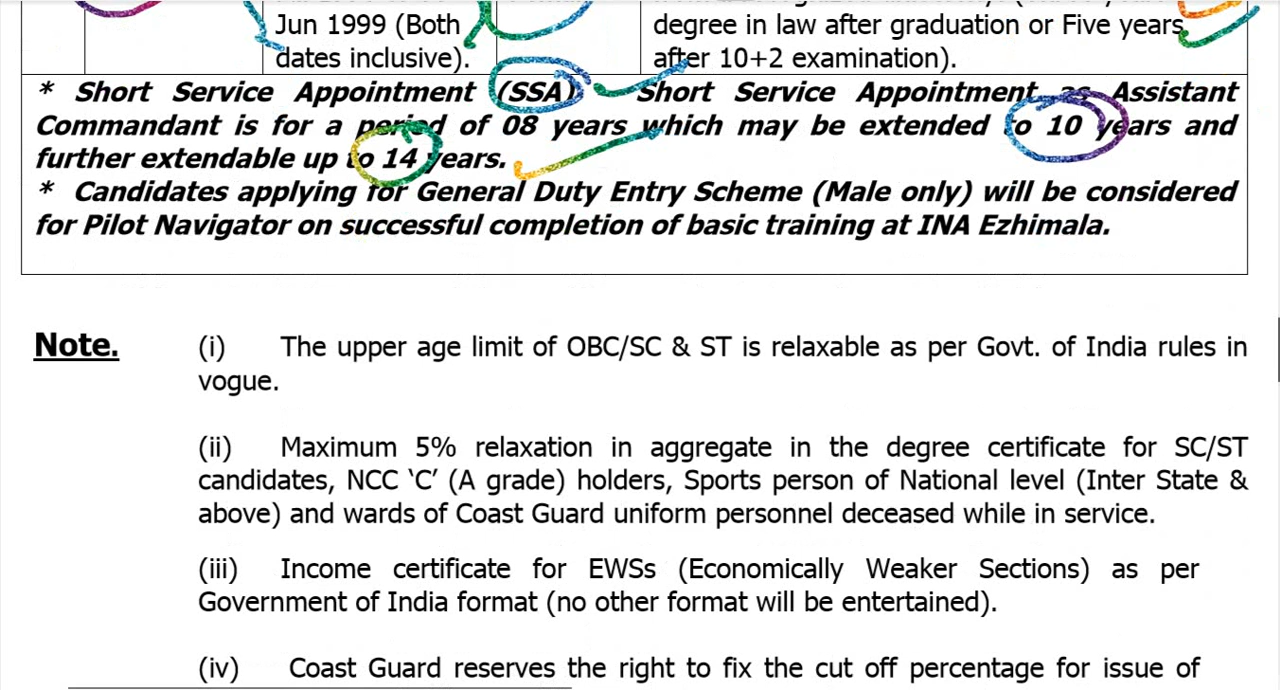 Jun 1999 (Both
dates inclusive).
degree in law after graduation or Five years
after 10+2 examination).
* Short Service Appointment (SSA) Short Service Appointment as Assistant
Commandant is for a period of 08 years which may be extended to 10 years and
further extendable up to 14 years.
* Candidates applying for General Duty Entry Scheme (Male only) will be considered
for Pilot Navigator on successful completion of basic training at INA Ezhimala.
Note. (i) The upper age limit of OBC/SC & ST is relaxable as per Govt. of India rules in
vogue.
(ii) Maximum 5% relaxation in aggregate in the degree certificate for SC/ST
candidates, NCC ‘C’ (A grade) holders, Sports person of National level (Inter State &
above) and wards of Coast Guard uniform personnel deceased while in service.
(iii) Income certificate for EWSs (Economically Weaker Sections) as per
Government of India format (no other format will be entertained).
(iv) Coast Guard reserves the right to fix the cut off percentage for issue of